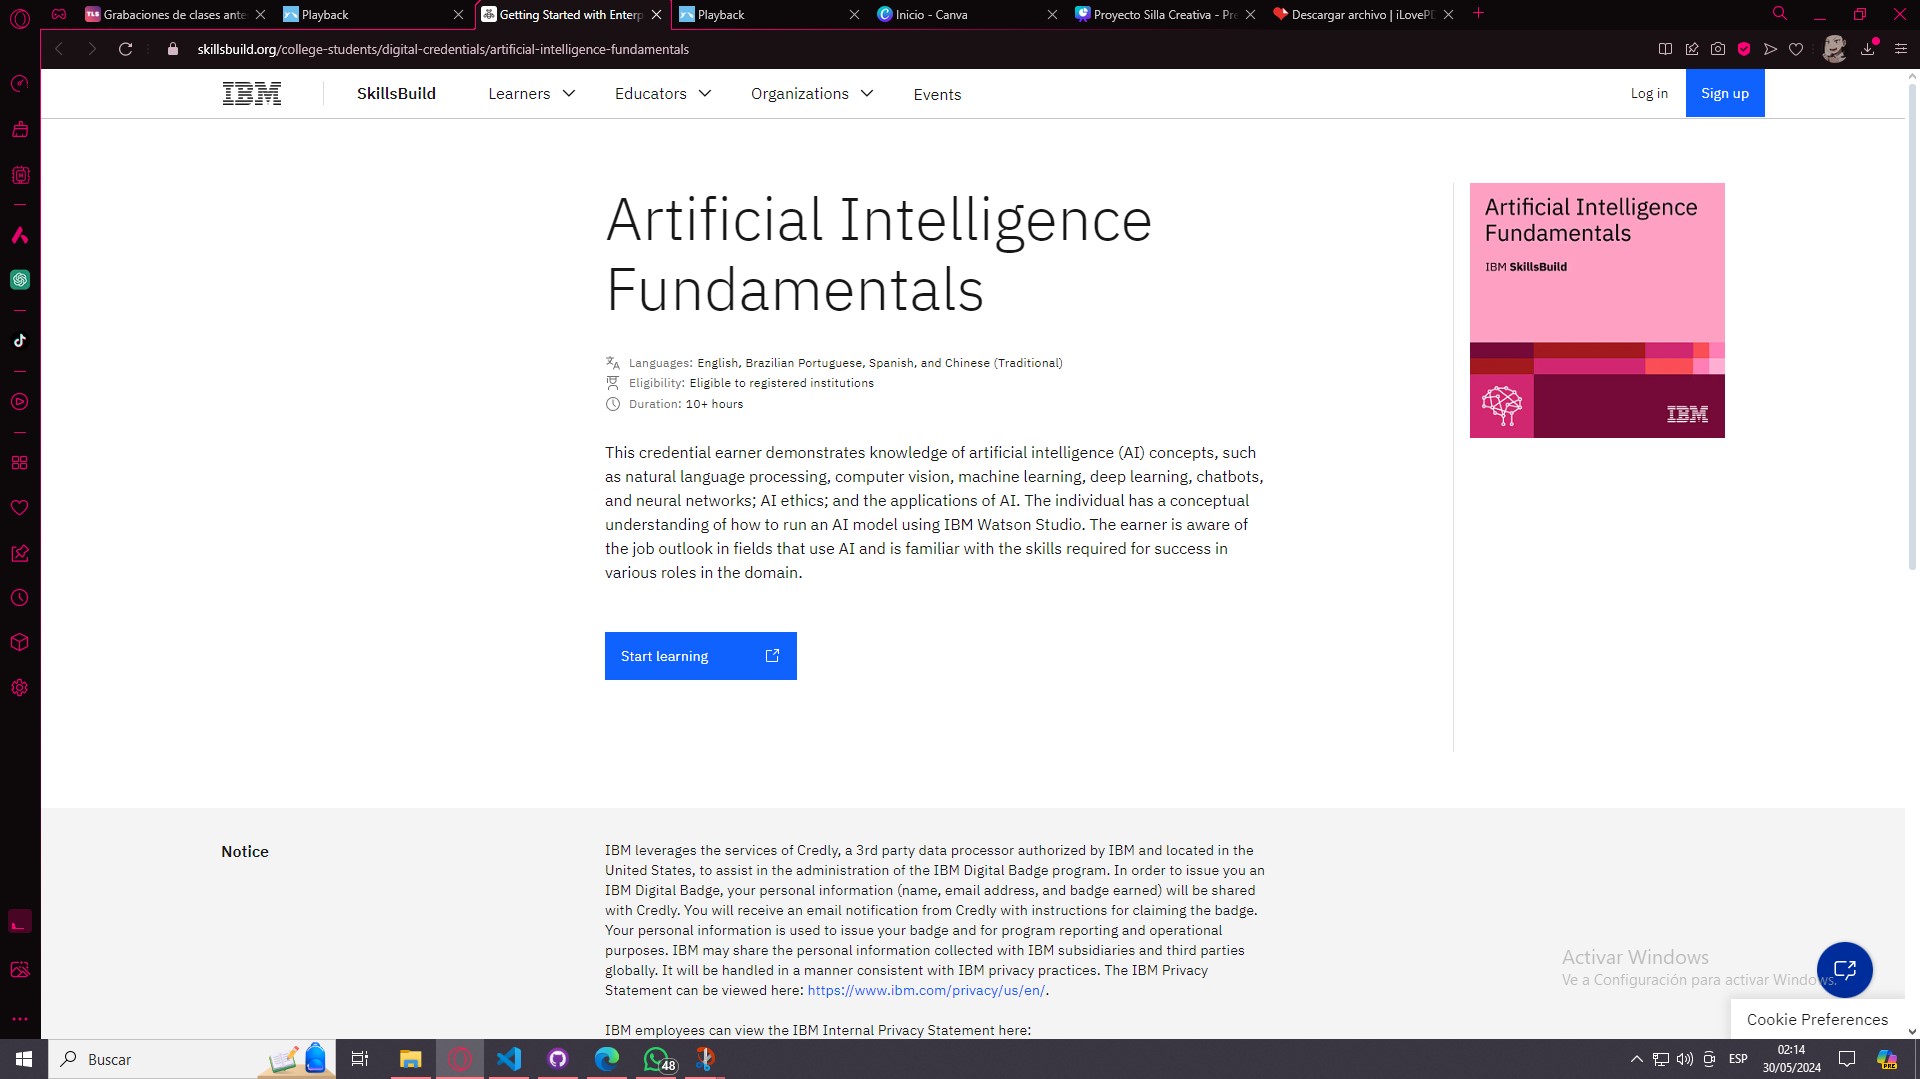 Grabaciones de clases ante
Playback
Getting Started with Enterp
Playback
Inicio - Canva
Proyecto Silla Creativa - Pre
Descargar archivo | iLovePD
skillsbuild.org/college-students/digital-credentials/artificial-intelligence-fundamentals
IBM
SkillsBuild
Learners
Educators
Organizations
Events
Log in
Sign up
Artificial Intelligence
Fundamentals
Languages: English, Brazilian Portuguese, Spanish, and Chinese (Traditional)
Eligibility: Eligible to registered institutions
Duration: 10+ hours
This credential earner demonstrates knowledge of artificial intelligence (AI) concepts, such
as natural language processing, computer vision, machine learning, deep learning, chatbots,
and neural networks; AI ethics; and the applications of AI. The individual has a conceptual
understanding of how to run an AI model using IBM Watson Studio. The earner is aware of
the job outlook in fields that use AI and is familiar with the skills required for success in
various roles in the domain.
Start learning
Artificial Intelligence
Fundamentals
IBM SkillsBuild
IBM
Notice
IBM leverages the services of Credly, a 3rd party data processor authorized by IBM and located in the
United States, to assist in the administration of the IBM Digital Badge program. In order to issue you an
IBM Digital Badge, your personal information (name, email address, and badge earned) will be shared
with Credly. You will receive an email notification from Credly with instructions for claiming the badge.
Your personal information is used to issue your badge and for program reporting and operational
purposes. IBM may share the personal information collected with IBM subsidiaries and third parties
globally. It will be handled in a manner consistent with IBM privacy practices. The IBM Privacy
Statement can be viewed here: https://www.ibm.com/privacy/us/en/.
IBM employees can view the IBM Internal Privacy Statement here:
Activar Windows
Ve a Configuración para activar Windows.
Cookie Preferences
Buscar
48
ESP
02:14
30/05/2024
PRE